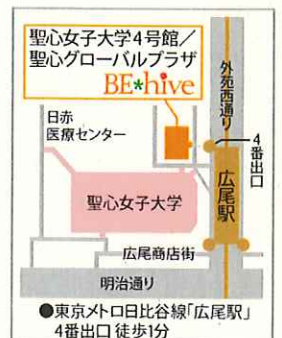 聖心女子大学4号館／
聖心グローバルプラザ
BE*hive
外苑西通り
日赤
医療センター
4番出口
広尾駅
聖心女子大学
広尾商店街
明治通り
●東京メトロ日比谷線「広尾駅」
4番出口 徒歩1分